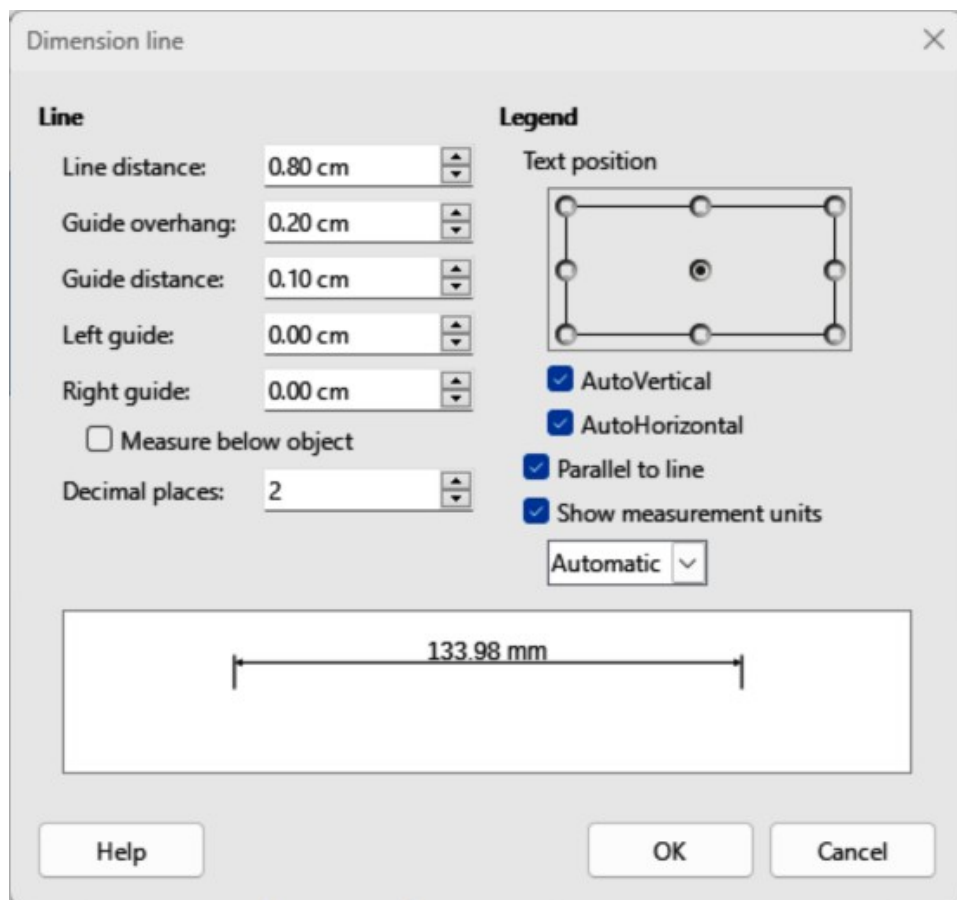 Dimension line
Line
Line distance: 0.80 cm
Guide overhang: 0.20 cm
Guide distance: 0.10 cm
Left guide: 0.00 cm
Right guide: 0.00 cm
Measure below object
Decimal places: 2
Legend
Text position
AutoVertical
AutoHorizontal
Parallel to line
Show measurement units
Automatic
133.98 mm
Help OK Cancel